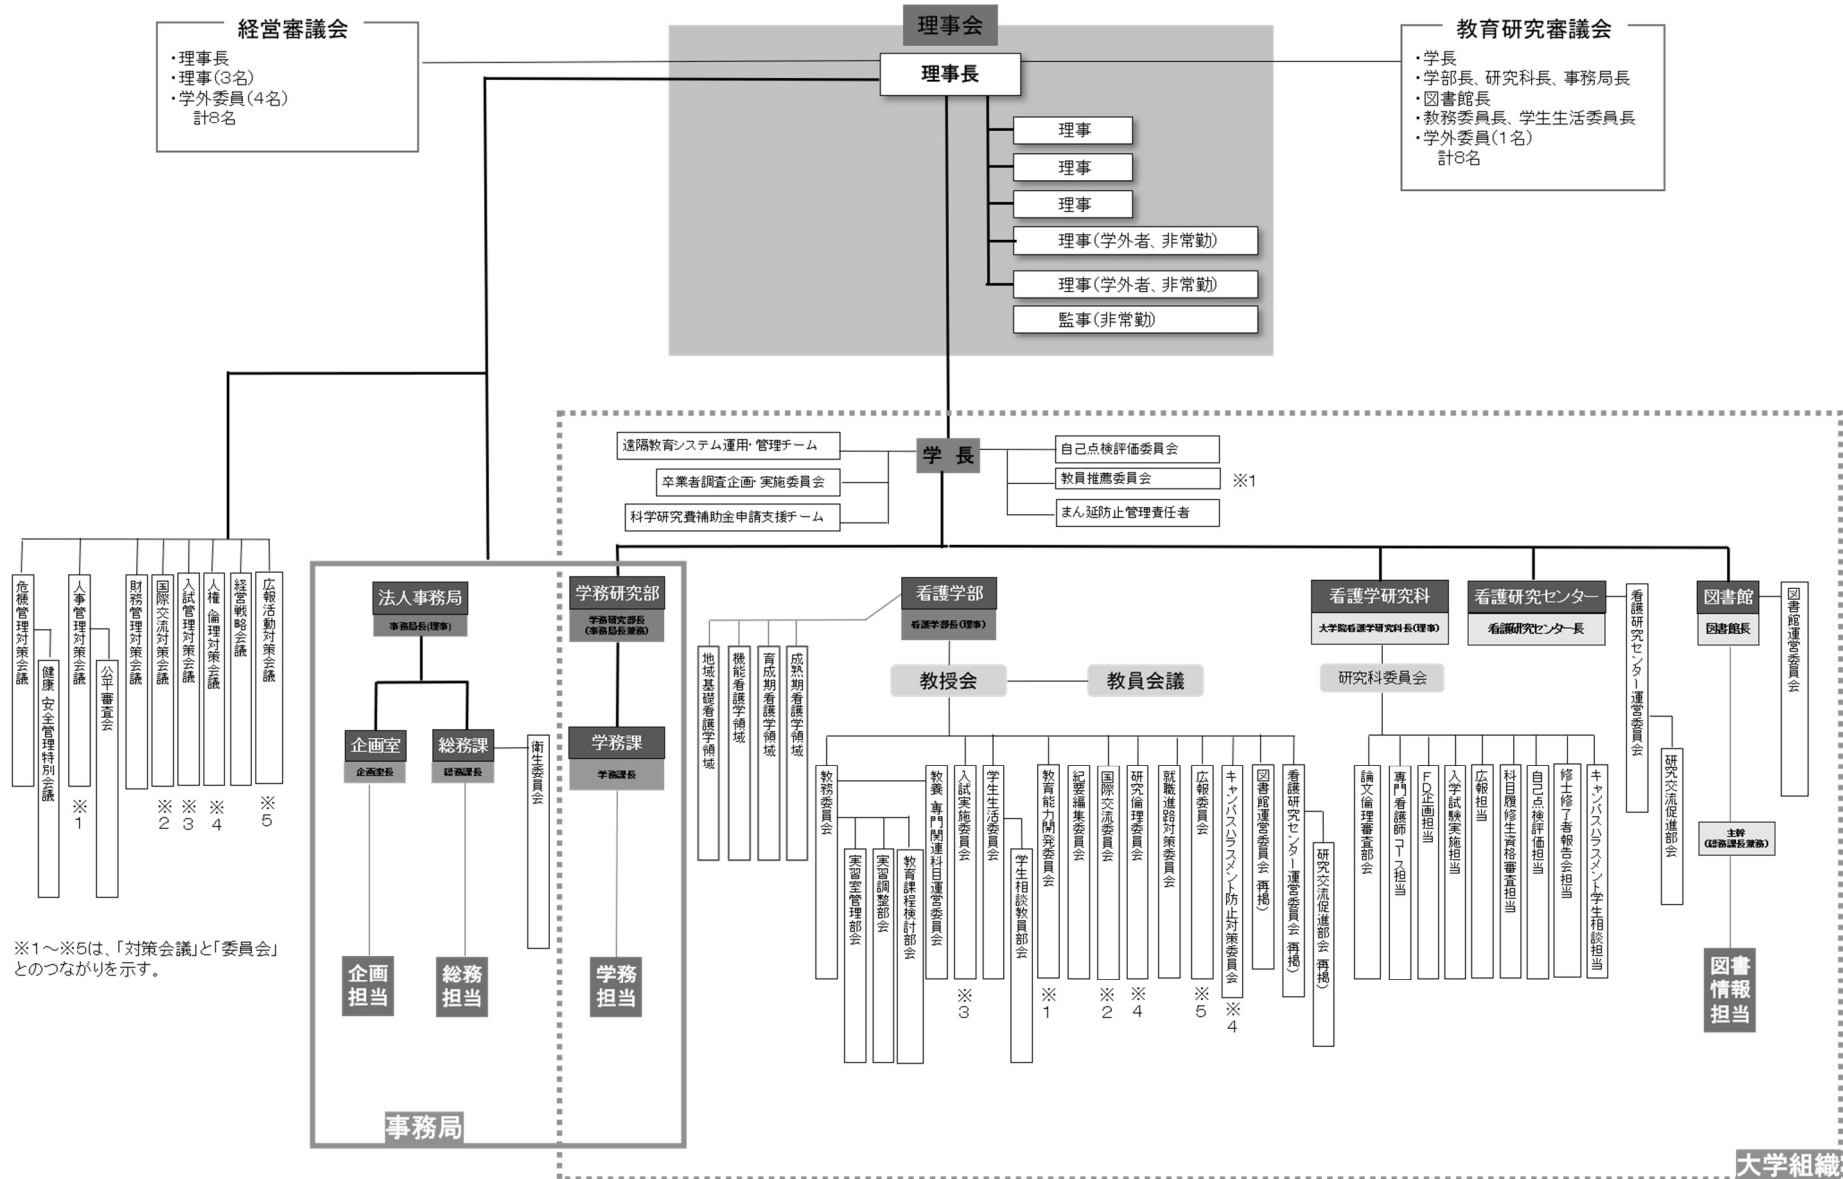 経営審議会
・理事長
・理事(3名)
・学外委員(4名)
計8名
理事会
理事長
理事
理事
理事
理事(学外者、非常勤)
理事(学外者、非常勤)
監事(非常勤)
教育研究審議会
・学長
・学部長、研究科長、事務局長
・図書館長
・教務委員長、学生生活委員長
・学外委員(1名)
計8名
学 長
遠隔教育システム運用・管理チーム
卒業者調査企画・実施委員会
科学研究費補助金申請支援チーム
自己点検評価委員会
教員推薦委員会
※1
まん延防止管理責任者
危機管理対策会議
健康 安全管理特別会議
人事管理対策会議
※1
公平審査会
財務管理対策会議
国際交流対策会議
※2
入試管理対策会議
※3
人権 倫理対策会議
※4
経営戦略会議
広報活動対策会議
※5
※1～※5は、「対策会議」と「委員会」
とのつながりを示す。
法人事務局
事務局長(理事)
企画室
企画室長
総務課
総務課長
衛生委員会
企画
担当
総務
担当
事務局
学務研究部
学務研究部長
(事務局長兼務)
学務課
学務課長
学務
担当
看護学部
看護学部長(理事)
地域基礎看護学領域
機能看護学領域
育成期看護学領域
成熟期看護学領域
教授会
教員会議
教務委員会
実習室管理部会
実習調整部会
教育課程検討部会
教養 専門関連科目運営委員会
入試実施委員会
※3
学生生活委員会
学生相談教員部会
教育能力開発委員会
※1
紀要編集委員会
国際交流委員会
※2
研究倫理委員会
※4
就職進路対策委員会
広報委員会
※5
キャンパスハラスメント防止対策委員会
※4
図書館運営委員会 再掲)
看護研究センター運営委員会 再掲)
研究交流促進部会 再掲)
看護学研究科
大学院看護学研究科長(理事)
研究科委員会
論文倫理審査部会
専門看護師コース担当
FD企画担当
入学試験実施担当
広報担当
科目履修生資格審査担当
自己点検評価担当
修士修了者報告会担当
キャンパスハラスメント学生相談担当
看護研究センター
看護研究センター長
看護研究センター運営委員会
研究交流促進部会
図書館
図書館長
図書館運営委員会
主幹
(総務課長兼務)
図書
情報
担当
大学組織